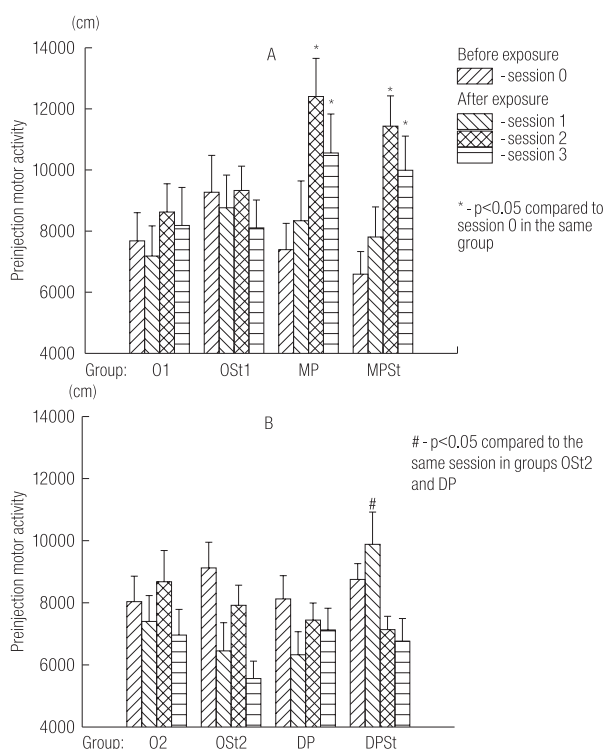 (cm)
14000
12000
10000
8000
6000
4000
Preinjection motor activity
A
*
*
*
*
Group: O1 OSt1 MP MPSt
Before exposure
- session 0
After exposure
- session 1
- session 2
- session 3
* - p<0.05 compared to
session 0 in the same
group
(cm)
14000
12000
10000
8000
6000
4000
Preinjection motor activity
B
#
Group: O2 OSt2 DP DPSt
# - p<0.05 compared to the
same session in groups OSt2
and DP